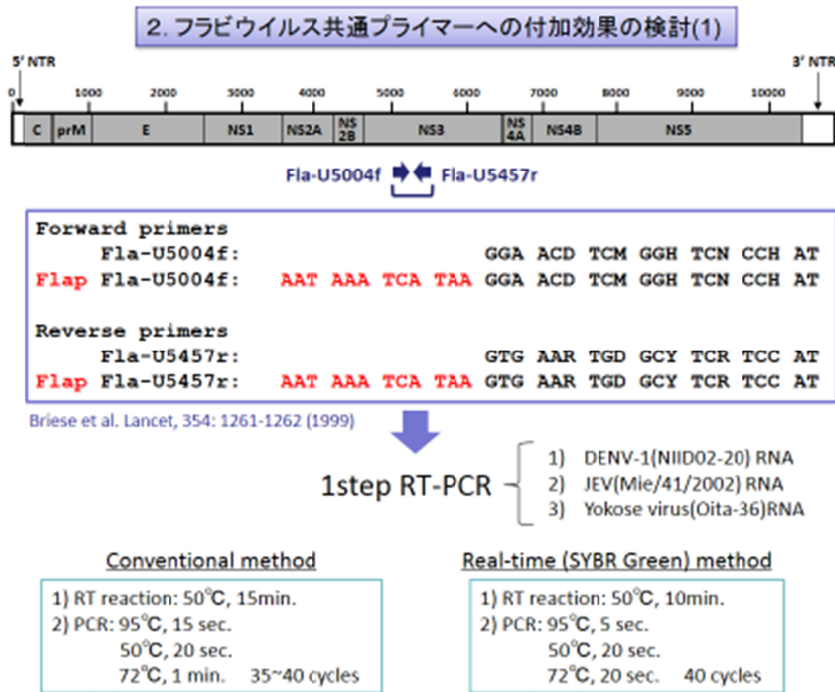 2. フラビウイルス共通プライマーへの付加効果の検討(1)
5' NTR 3' NTR
0 1000 2000 3000 4000 5000 6000 7000 8000 9000 10000
C prM E NS1 NS2A NS2B NS3 NS4A NS4B NS5
Fla-U5004f Fla-U5457r
Forward primers
Fla-U5004f: GGA ACD TCM GGH TCN CCH AT
Flap Fla-U5004f: AAT AAA TCA TAA GGA ACD TCM GGH TCN CCH AT
Reverse primers
Fla-U5457r: GTG AAR TGD GCY TCR TCC AT
Flap Fla-U5457r: AAT AAA TCA TAA GTG AAR TGD GCY TCR TCC AT
Briese et al. Lancet, 354: 1261-1262 (1999)
1step RT-PCR
1) DENV-1(NIID02-20) RNA
2) JEV(Mie/41/2002) RNA
3) Yokose virus(Oita-36)RNA
Conventional method
1) RT reaction: 50℃, 15min.
2) PCR: 95℃, 15 sec.
50℃, 20 sec.
72℃, 1 min. 35~40 cycles
Real-time (SYBR Green) method
1) RT reaction: 50℃, 10min.
2) PCR: 95℃, 5 sec.
50℃, 20 sec.
72℃, 20 sec. 40 cycles